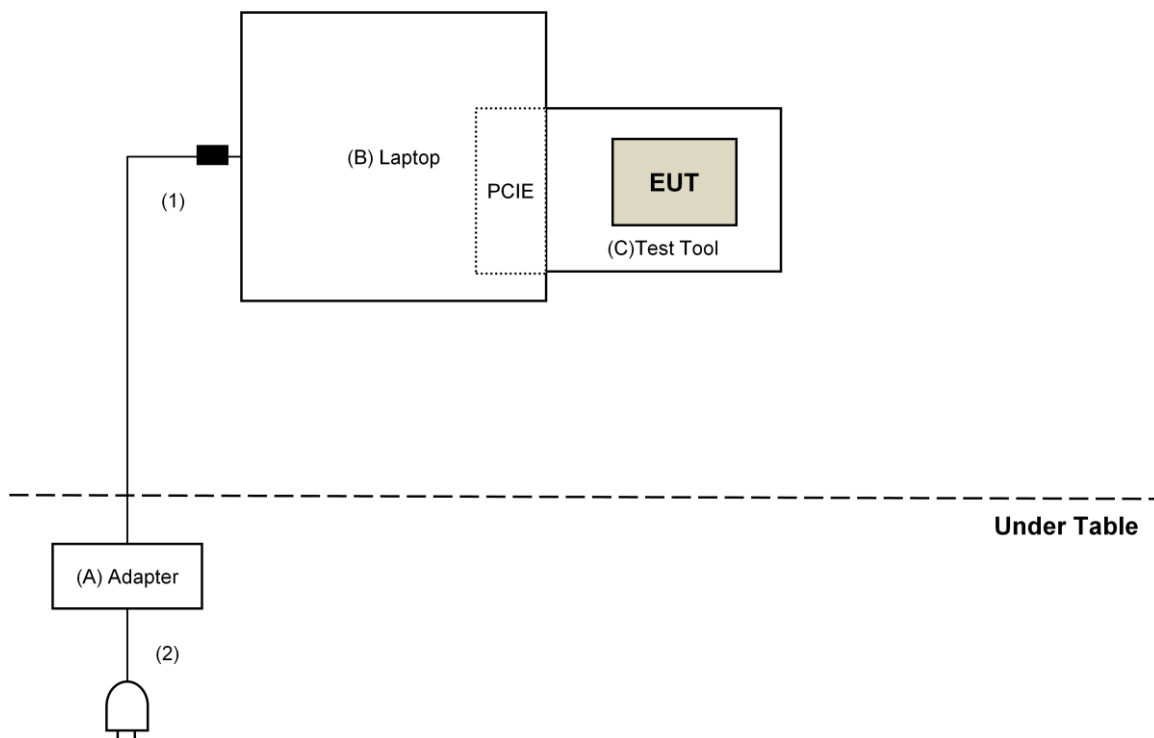 (B) Laptop
PCIE
EUT
(C)Test Tool
(1)
Under Table
(A) Adapter
(2)